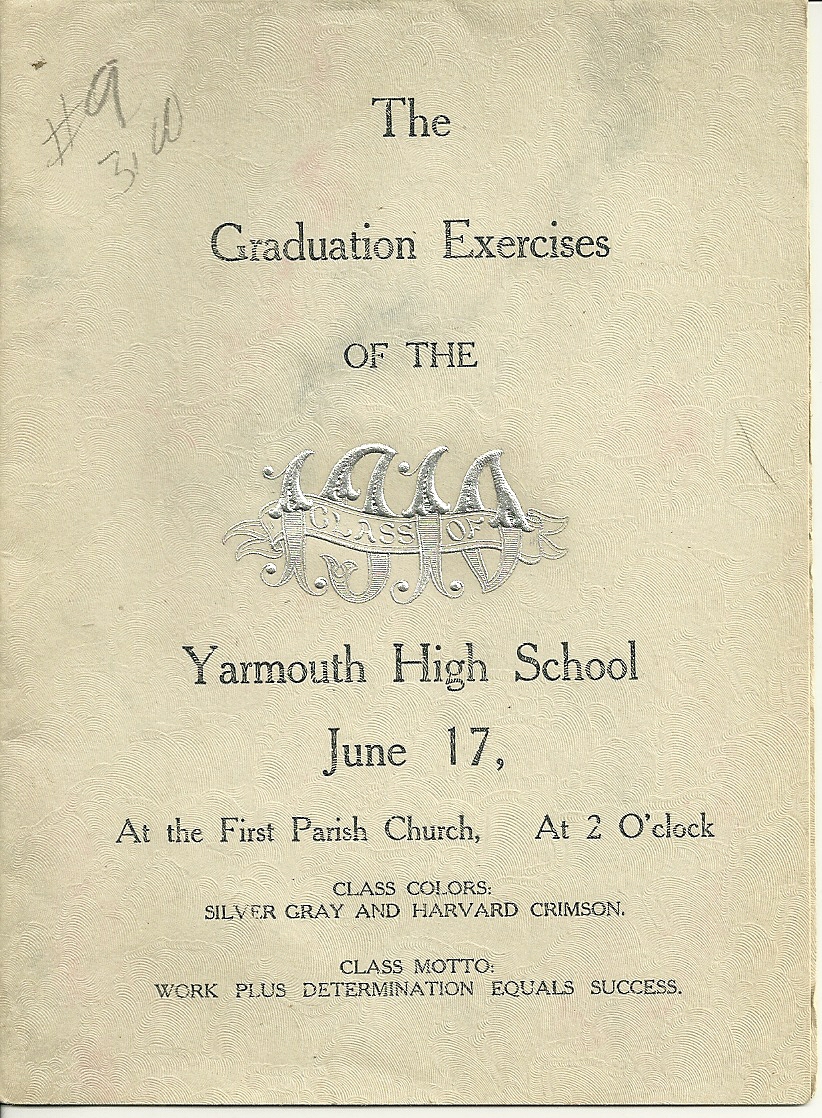 #9
3.00
The
Graduation Exercises
OF THE
1910
CLASS OF
Yarmouth High School
June 17,
At the First Parish Church, At 2 O'clock
CLASS COLORS:
SILVER GRAY AND HARVARD CRIMSON.
CLASS MOTTO:
WORK PLUS DETERMINATION EQUALS SUCCESS.